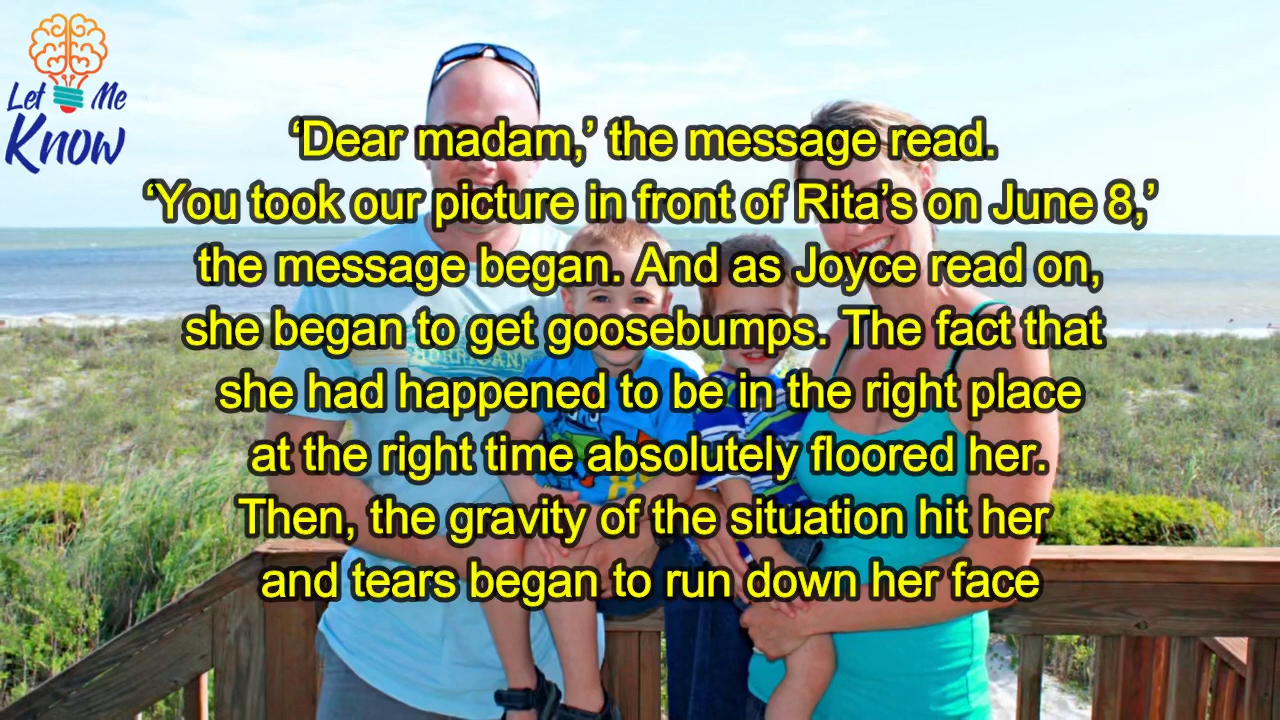 Let Me
Know
‘Dear madam,’ the message read.
‘You took our picture in front of Rita’s on June 8,’
the message began. And as Joyce read on,
she began to get goosebumps. The fact that
she had happened to be in the right place
at the right time absolutely floored her.
Then, the gravity of the situation hit her
and tears began to run down her face